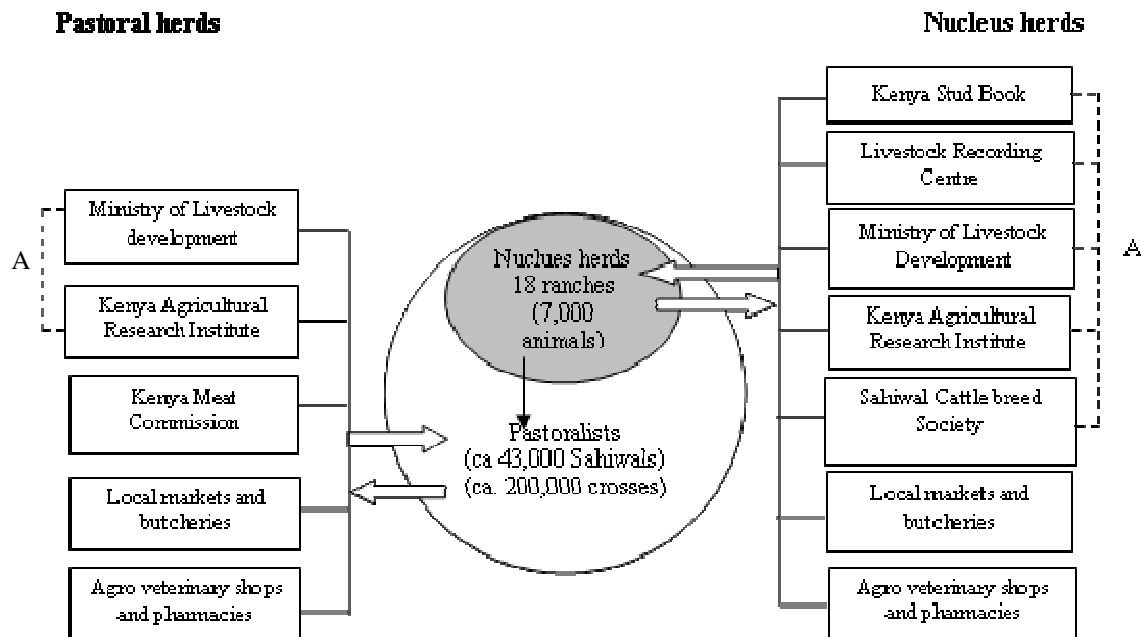 Pastoral herds
Nucleus herds
Ministry of Livestock
development
Kenya Agricultural
Research Institute
Kenya Meat
Commission
Local markets and
butcheries
Agro veterinary shops
and pharmacies
A
Nuclues herds
18 ranches
(7,000
animals)
Pastoralists
(ca 43,000 Sahiwals)
(ca. 200,000 crosses)
Kenya Stud Book
Livestock Recording
Centre
Ministry of Livestock
Development
Kenya Agricultural
Research Institute
Sahiwal Cattle breed
Society
Local markets and
butcheries
Agro veterinary shops
and pharmacies
A